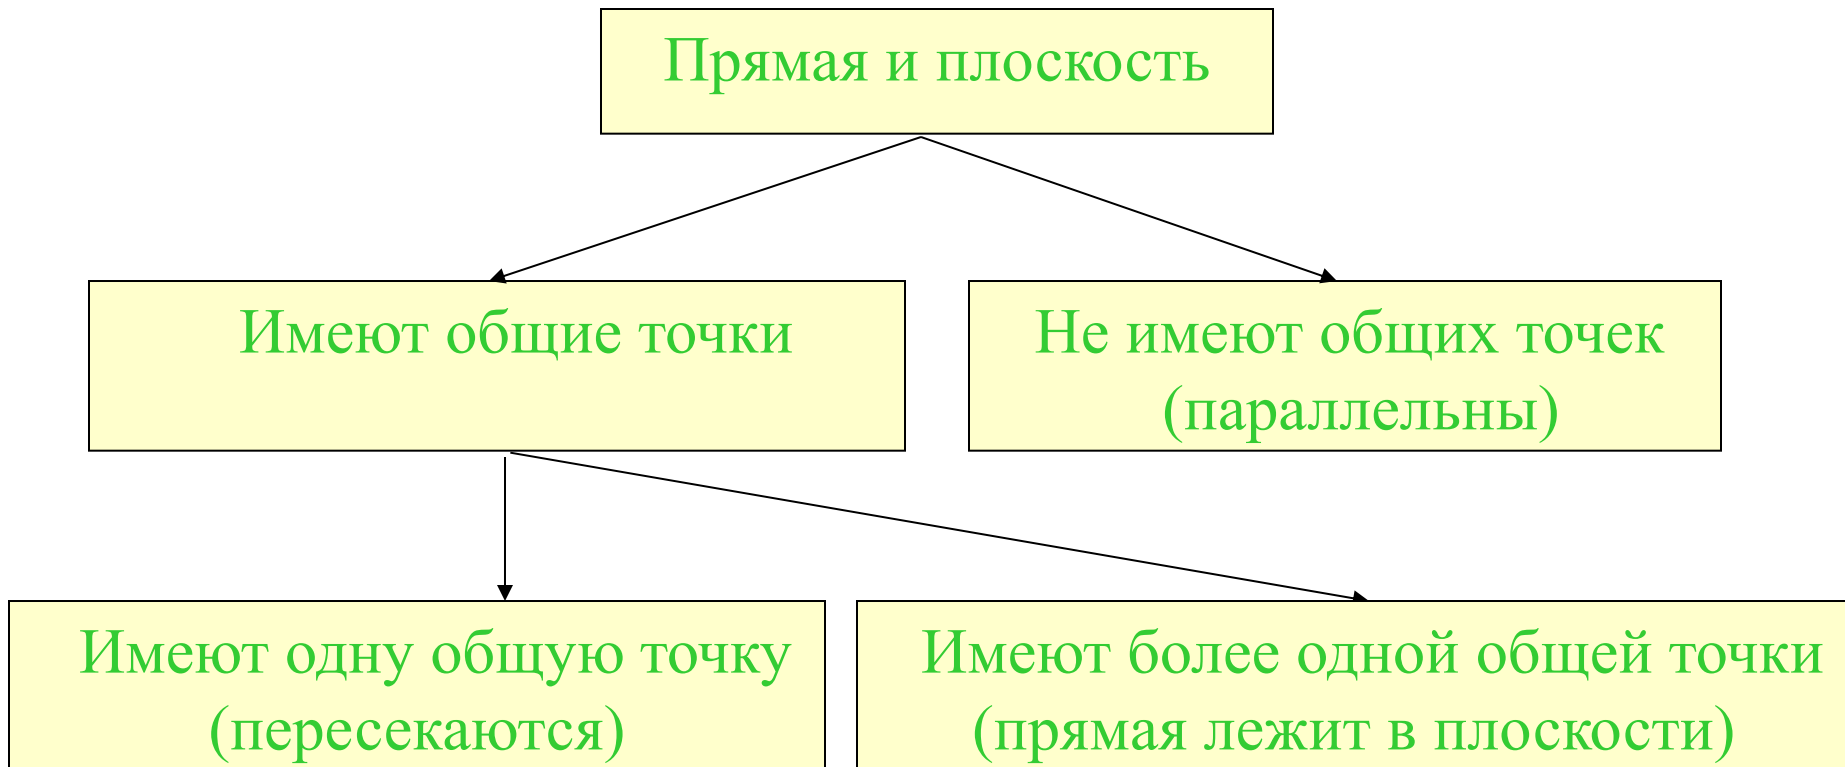 Прямая и плоскость
Имеют общие точки
Не имеют общих точек
(параллельны)
Имеют одну общую точку
(пересекаются)
Имеют более одной общей точки
(прямая лежит в плоскости)